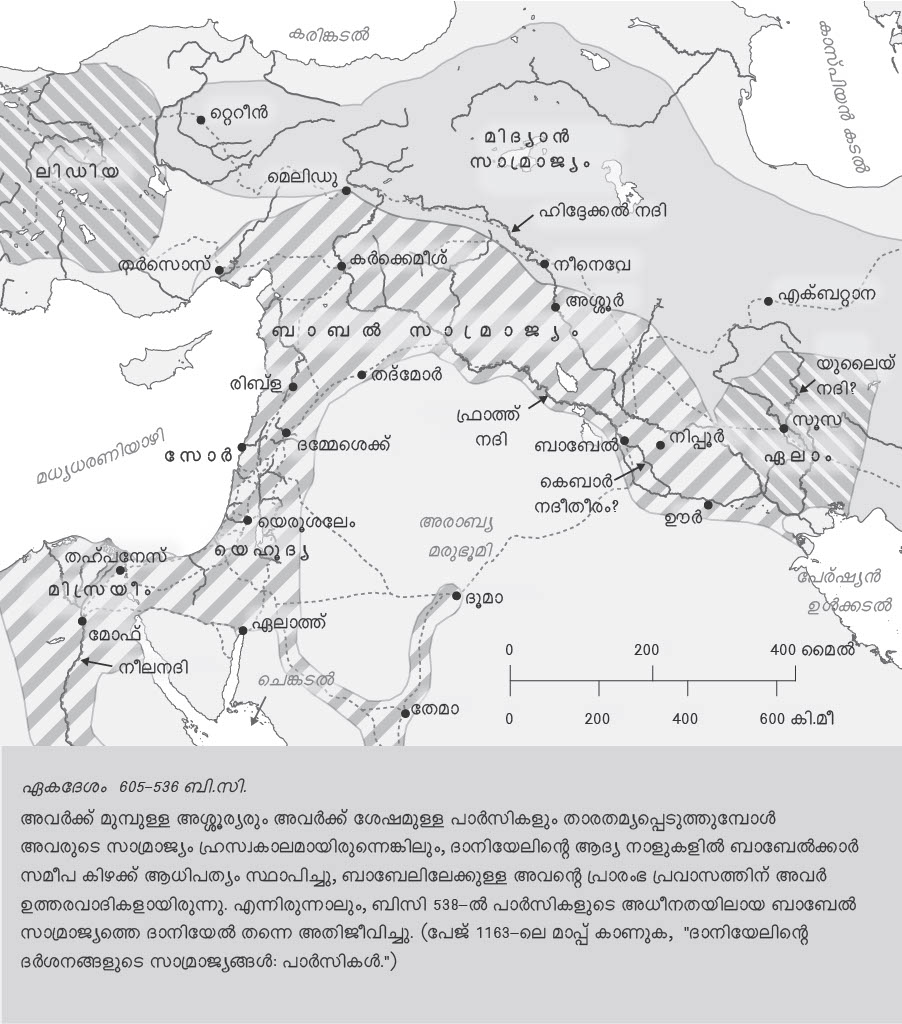 കരിങ്കടൽ
കാസ്പിയൻ കടൽ
റ്റെറീൻ
മിദ്യാൻ
സാമ്രാജ്യം
ലിഡിയ
മെലിഡു
ഹിദ്ദേക്കൽ നദി
തർസൊസ്
കർക്കെമീശ്
നീനെവേ
അശ്ശൂർ
എക്ബറ്റാന
ബാബൽ സാമ്രാജ്യം
യുലൈയ്
നദി?
രിബ്ള
തദ്മോർ
ഫ്രാത്ത്
നദി
സൂസ
നിപ്പൂർ
ബാബേൽ
ഏലാം
മധ്യധരണിയാഴി
സോർ
ദമ്മേശെക്ക്
കെബാർ
നദീതീരം?
ഊർ
യെരൂശലേം
അരാബ്യ
മരുഭൂമി
യെഹൂദ്യ
തഹ്പനേസ്
മിസ്രയീം
പേർഷ്യൻ
ഉൾക്കടൽ
ദൂമാ
മോഫ്
ഏലാത്ത്
നീലനദി
ചെങ്കടൽ
തേമാ
0 200 400 മൈൽ
0 200 400 600 കി.മീ
ഏകദേശം 605–536 ബി.സി.
അവർക്ക് മുമ്പുള്ള അശ്ശൂര്യരും അവർക്ക് ശേഷമുള്ള പാർസികളും താരതമ്യപ്പെടുത്തുമ്പോൾ
അവരുടെ സാമ്രാജ്യം ഹ്രസ്വകാലമായിരുന്നെങ്കിലും, ദാനിയേലിന്റെ ആദ്യ നാളുകളിൽ ബാബേൽക്കാർ
സമീപ കിഴക്ക് ആധിപത്യം സ്ഥാപിച്ചു, ബാബേലിലേക്കുള്ള അവന്റെ പ്രാരംഭ പ്രവാസത്തിന് അവർ
ഉത്തരവാദികളായിരുന്നു. എന്നിരുന്നാലും, ബിസി 538–ൽ പാർസികളുടെ അധീനതയിലായ ബാബേൽ
സാമ്രാജ്യത്തെ ദാനിയേൽ തന്നെ അതിജീവിച്ചു. (പേജ് 1163–ലെ മാപ്പ് കാണുക, "ദാനിയേലിന്റെ
ദർശനങ്ങളുടെ സാമ്രാജ്യങ്ങൾ: പാർസികൾ.")